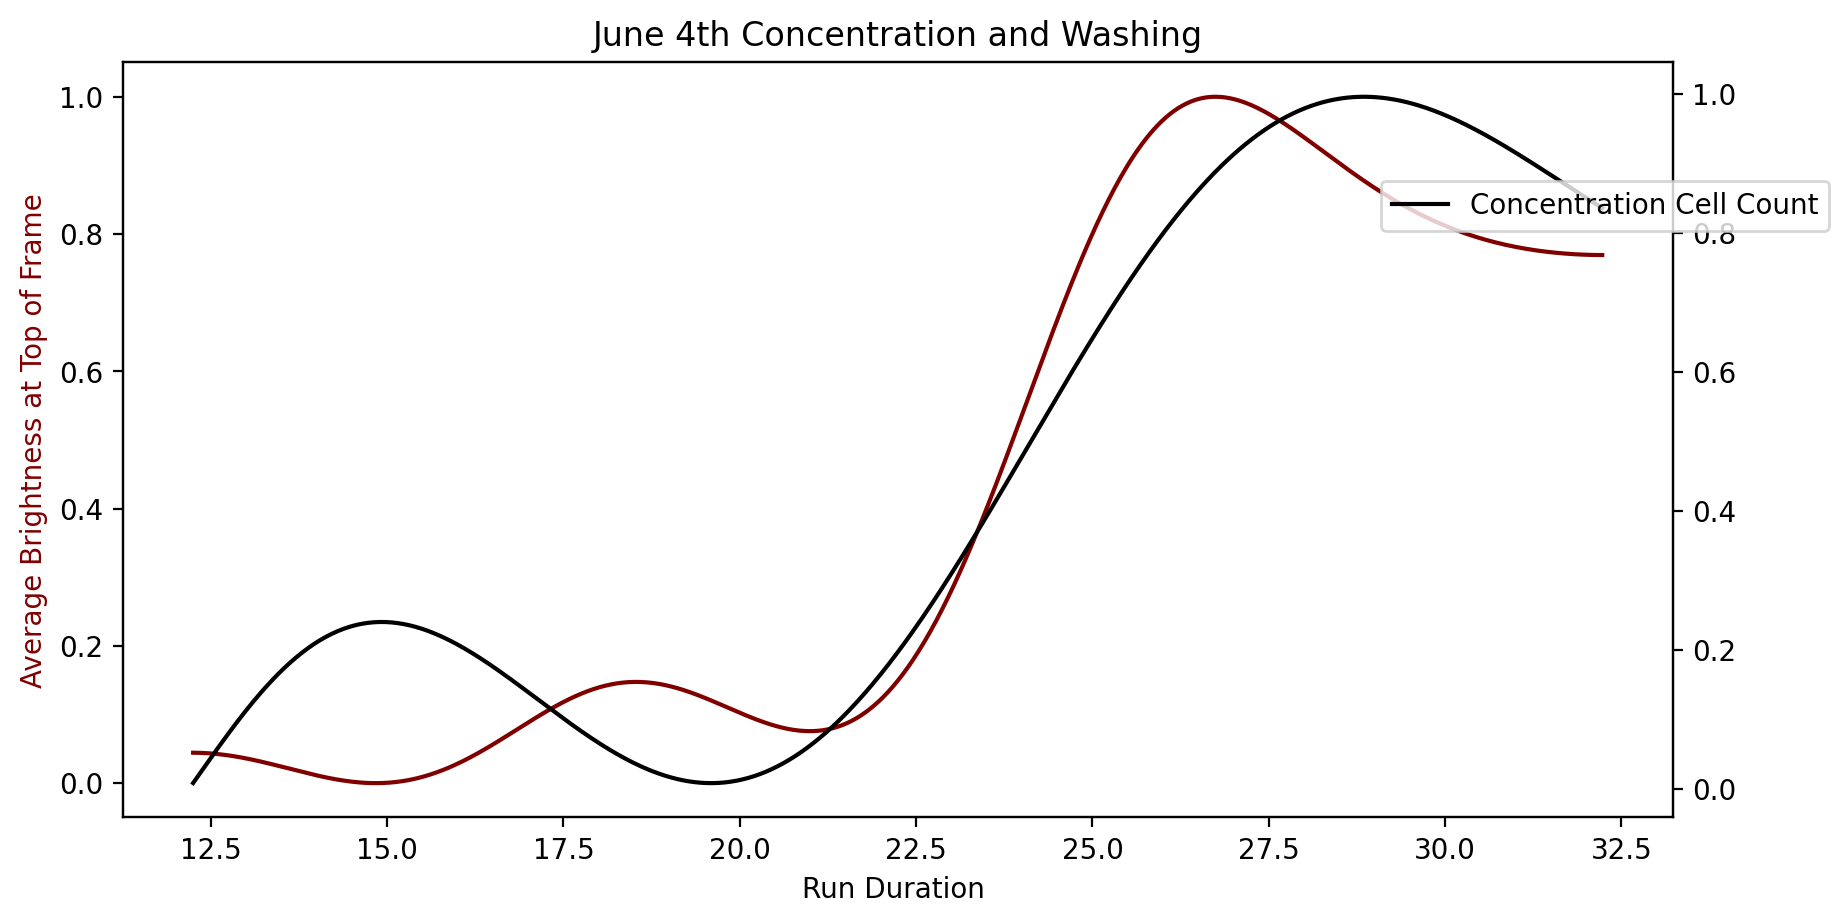 June 4th Concentration and Washing
1.0
0.8
0.6
0.4
0.2
0.0
Average Brightness at Top of Frame
12.5 15.0 17.5 20.0 22.5 25.0 27.5 30.0 32.5
Run Duration
1.0
0.8
0.6
0.4
0.2
0.0
Concentration Cell Count